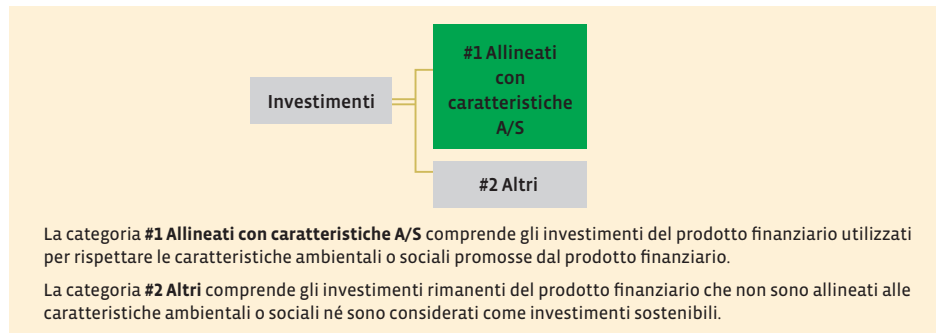 #1 Allineati
con
caratteristiche
A/S
Investimenti
#2 Altri
La categoria #1 Allineati con caratteristiche A/S comprende gli investimenti del prodotto finanziario utilizzati
per rispettare le caratteristiche ambientali o sociali promosse dal prodotto finanziario.
La categoria #2 Altri comprende gli investimenti rimanenti del prodotto finanziario che non sono allineati alle
caratteristiche ambientali o sociali né sono considerati come investimenti sostenibili.